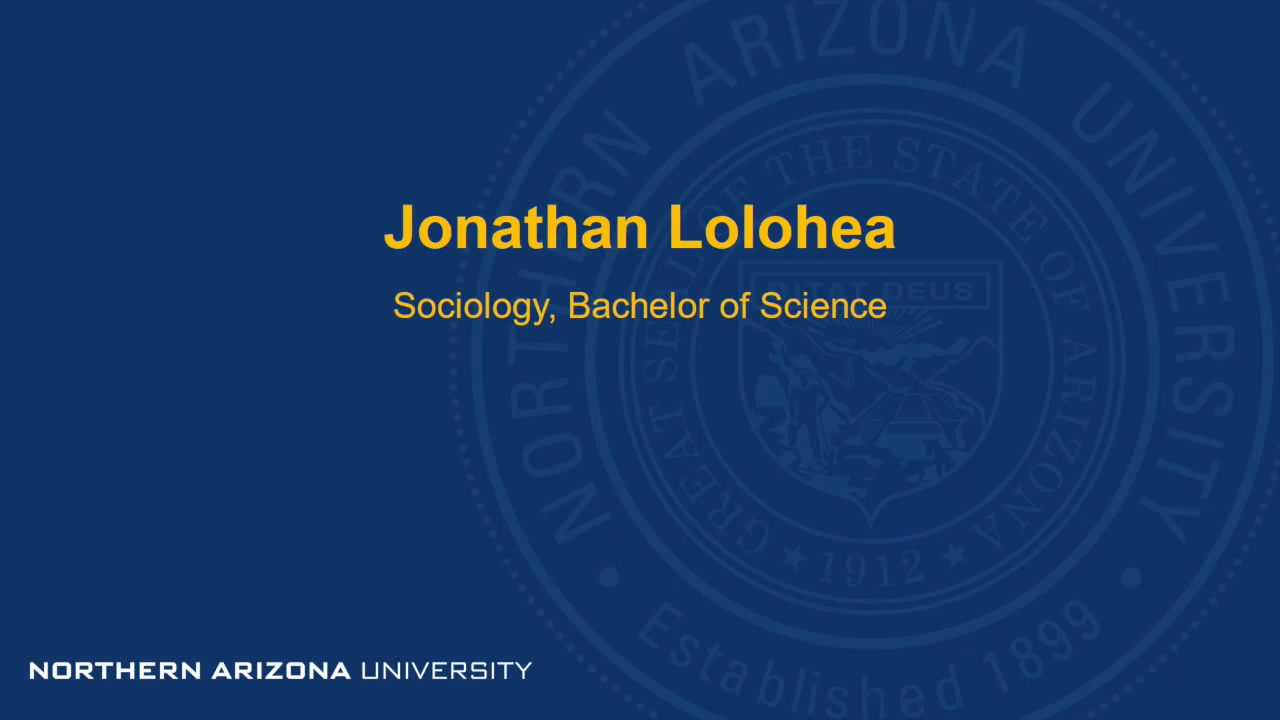 Jonathan Lolohea
Sociology, Bachelor of Science
NORTHERN ARIZONA UNIVERSITY
NORTHERN ARIZONA UNIVERSITY
GREAT SEAL OF THE STATE OF ARIZONA
DITAT DEUS
1912
Established 1899